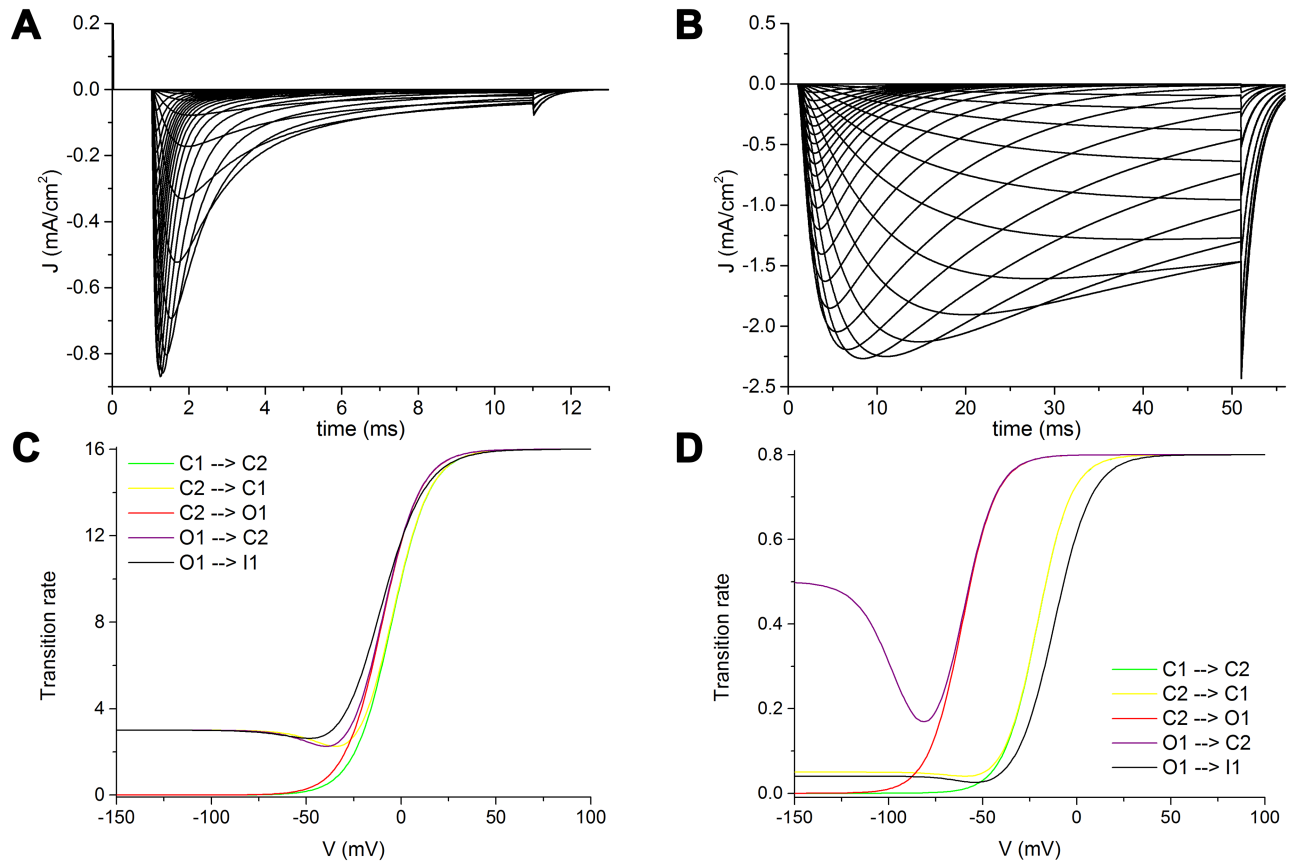 A
0.2
0.0
-0.2
-0.4
-0.6
-0.8
J (mA/cm²)
0 2 4 6 8 10 12
time (ms)
B
0.5
0.0
-0.5
-1.0
-1.5
-2.0
-2.5
J (mA/cm²)
0 10 20 30 40 50
time (ms)
C
16
12
8
4
0
Transition rate
C1 --> C2
C2 --> C1
C2 --> O1
O1 --> C2
O1 --> I1
-150 -100 -50 0 50 100
V (mV)
D
0.8
0.6
0.4
0.2
0.0
Transition rate
C1 --> C2
C2 --> C1
C2 --> O1
O1 --> C2
O1 --> I1
-150 -100 -50 0 50 100
V (mV)